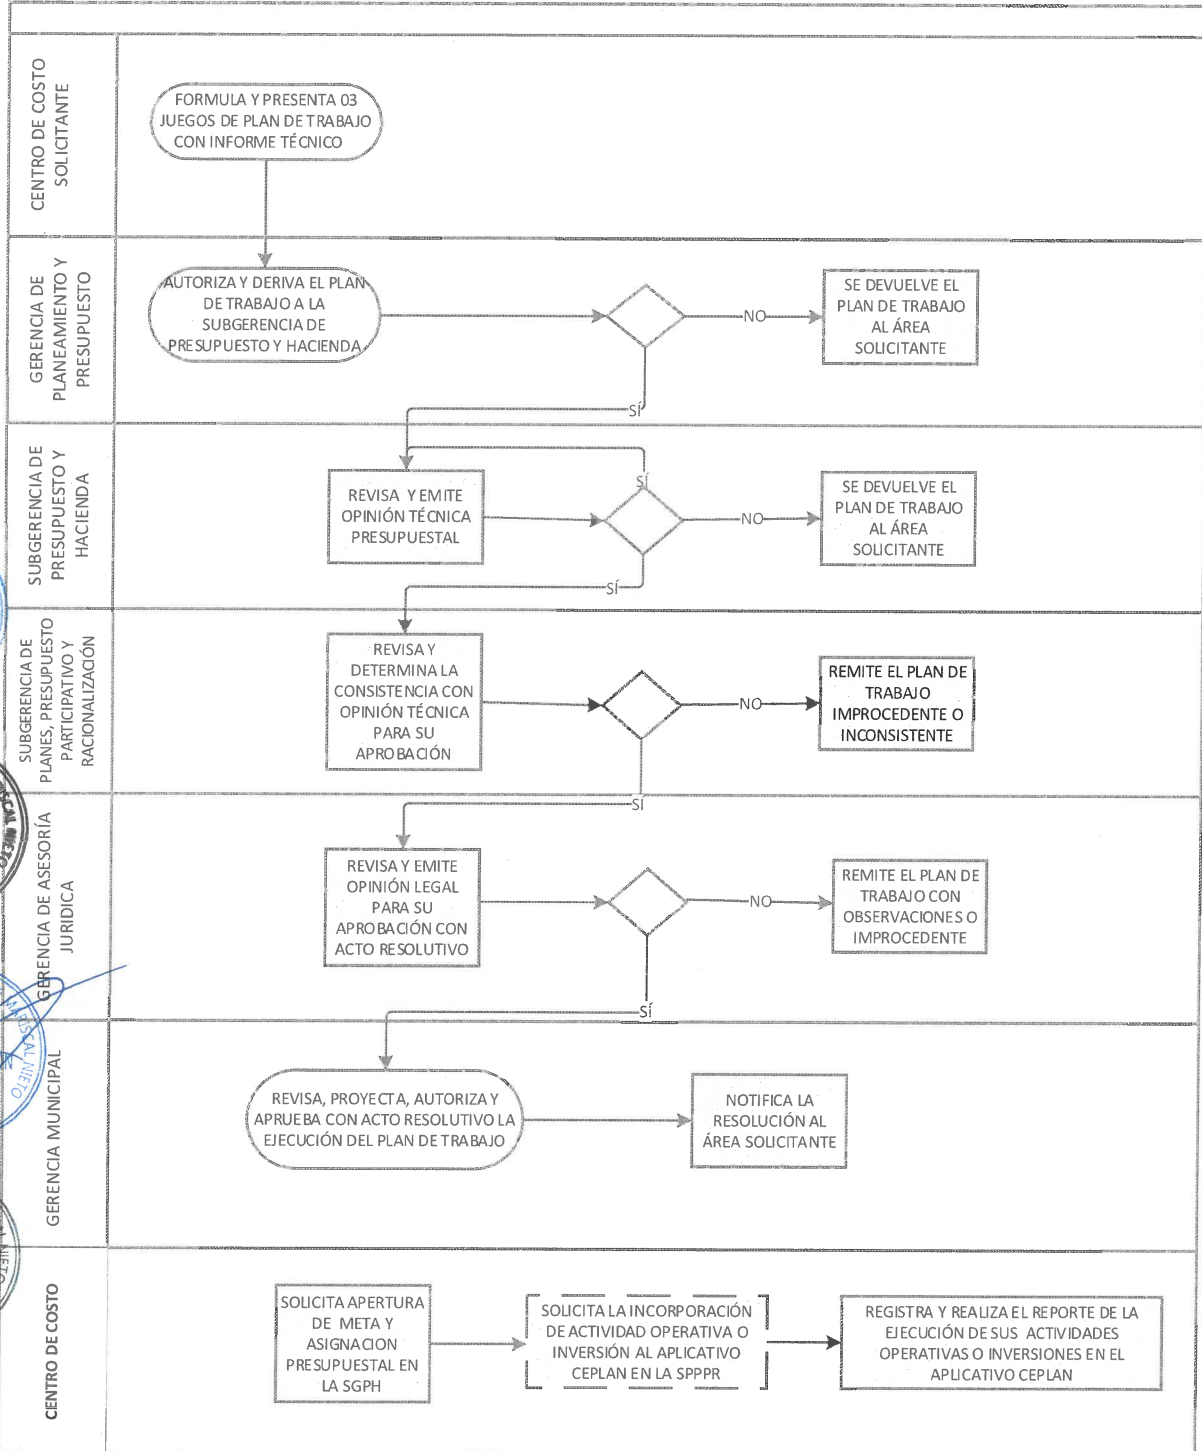 CENTRO DE COSTO
SOLICITANTE
FORMULA Y PRESENTA 03
JUEGOS DE PLAN DE TRABAJO
CON INFORME TÉCNICO
GERENCIA DE
PLANEAMIENTO Y
PRESUPUESTO
AUTORIZA Y DERIVA EL PLAN
DE TRABAJO A LA
SUBGERENCIA DE
PRESUPUESTO Y HACIENDA
NO
SE DEVUELVE EL
PLAN DE TRABAJO
AL ÁREA
SOLICITANTE
SÍ
SUBGERENCIA DE
PRESUPUESTO Y
HACIENDA
REVISA Y EMITE
OPINIÓN TÉCNICA
PRESUPUESTAL
SÍ
NO
SE DEVUELVE EL
PLAN DE TRABAJO
AL ÁREA
SOLICITANTE
SÍ
SUBGERENCIA DE
PLANES, PRESUPUESTO
PARTICIPATIVO Y
RACIONALIZACIÓN
REVISA Y
DETERMINA LA
CONSISTENCIA CON
OPINIÓN TÉCNICA
PARA SU
APROBACIÓN
NO
REMITE EL PLAN DE
TRABAJO
IMPROCEDENTE O
INCONSISTENTE
SÍ
GERENCIA DE ASESORÍA
JURIDICA
REVISA Y EMITE
OPINIÓN LEGAL
PARA SU
APROBACIÓN CON
ACTO RESOLUTIVO
NO
REMITE EL PLAN DE
TRABAJO CON
OBSERVACIONES O
IMPROCEDENTE
SÍ
GERENCIA MUNICIPAL
REVISA, PROYECTA, AUTORIZA Y
APRUEBA CON ACTO RESOLUTIVO LA
EJECUCIÓN DEL PLAN DE TRABAJO
NOTIFICA LA
RESOLUCIÓN AL
ÁREA SOLICITANTE
CENTRO DE COSTO
SOLICITA APERTURA
DE META Y
ASIGNACION
PRESUPUESTAL EN
LA SGPH
SOLICITA LA INCORPORACIÓN
DE ACTIVIDAD OPERATIVA O
INVERSIÓN AL APLICATIVO
CEPLAN EN LA SPPPR
REGISTRA Y REALIZA EL REPORTE DE LA
EJECUCIÓN DE SUS ACTIVIDADES
OPERATIVAS O INVERSIONES EN EL
APLICATIVO CEPLAN
MARISCAL NIETO
NIETO